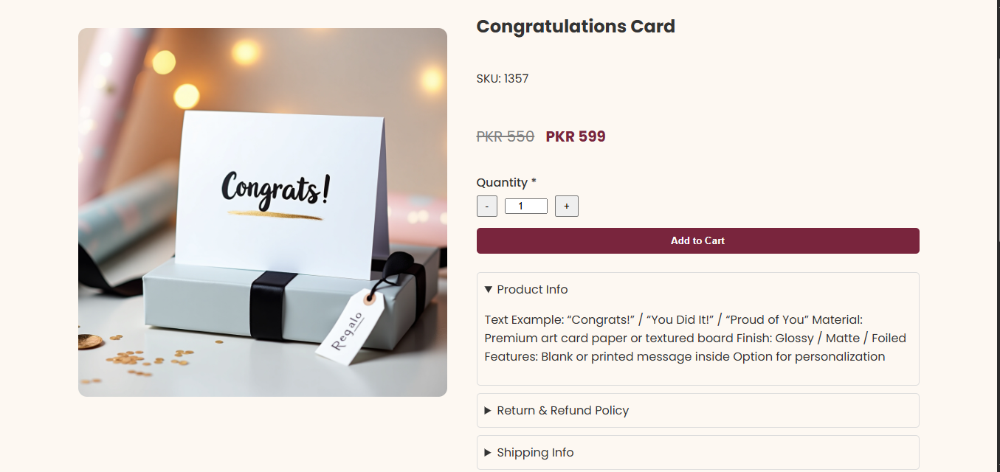 Congratulations Card
SKU: 1357
PKR 550 PKR 599
Quantity *
- 1 +
Add to Cart
▼ Product Info
Text Example: “Congrats!” / “You Did It!” / “Proud of You” Material:
Premium art card paper or textured board Finish: Glossy / Matte / Foiled
Features: Blank or printed message inside Option for personalization
▶ Return & Refund Policy
▶ Shipping Info
Congrats!
Regalo